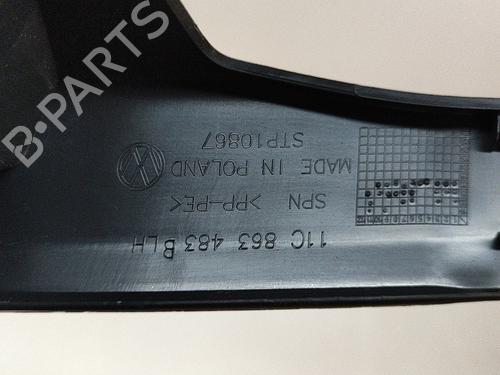 11C 863 483 B LH
SPN >PP-PE<
MADE IN POLAND
STP10867
B-PARTS